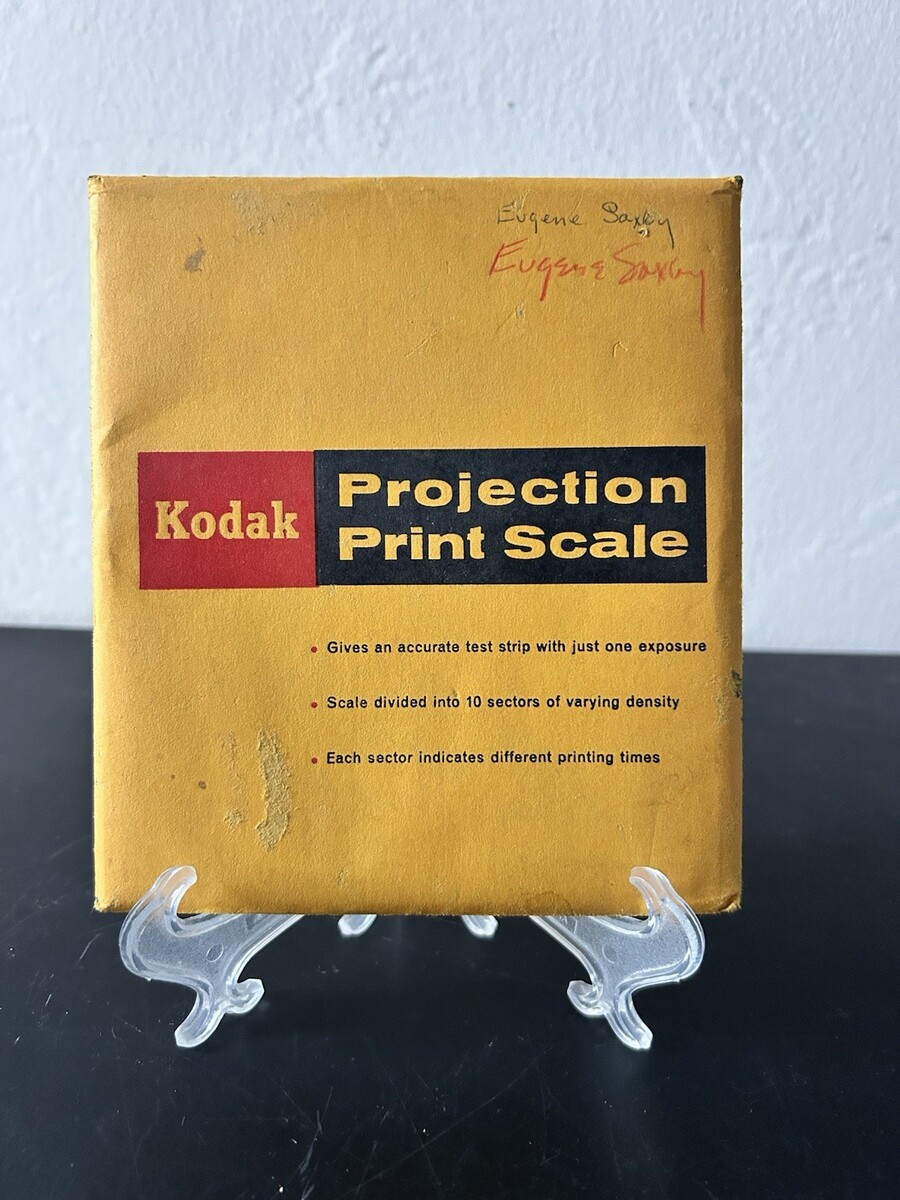 Eugene Saxby
Eugene Saxby
Kodak
Projection
Print Scale
• Gives an accurate test strip with just one exposure
• Scale divided into 10 sectors of varying density
• Each sector indicates different printing times